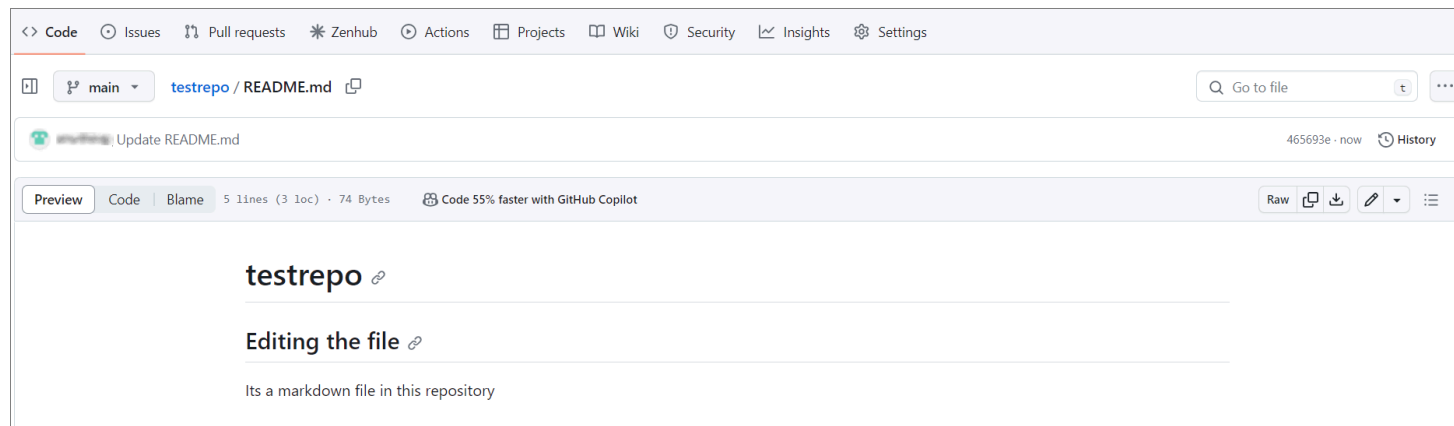 <> Code Issues Pull requests Zenhub Actions Projects Wiki Security Insights Settings
main testrepo / README.md Go to file t ...
Update README.md 465693e · now History
Preview Code Blame 5 lines (3 loc) · 74 Bytes Code 55% faster with GitHub Copilot Raw
testrepo
Editing the file
Its a markdown file in this repository